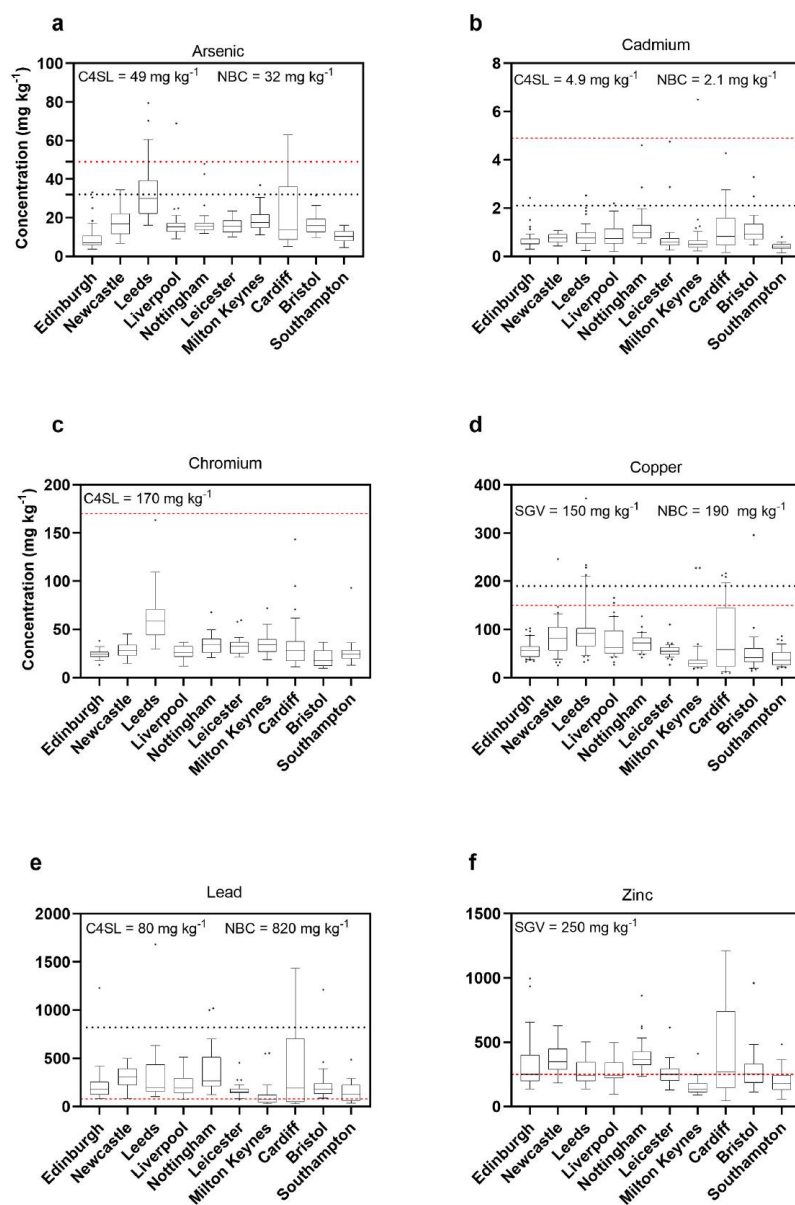 a
Arsenic
Concentration (mg kg-1)
100
80
60
40
20
0
C4SL = 49 mg kg-1 NBC = 32 mg kg-1
Edinburgh
Newcastle
Leeds
Liverpool
Nottingham
Leicester
Milton Keynes
Cardiff
Bristol
Southampton
b
Cadmium
8
6
4
2
0
C4SL = 4.9 mg kg-1 NBC = 2.1 mg kg-1
Edinburgh
Newcastle
Leeds
Liverpool
Nottingham
Leicester
Milton Keynes
Cardiff
Bristol
Southampton
c
Chromium
Concentration (mg kg-1)
200
150
100
50
0
C4SL = 170 mg kg-1
Edinburgh
Newcastle
Leeds
Liverpool
Nottingham
Leicester
Milton Keynes
Cardiff
Bristol
Southampton
d
Copper
400
300
200
100
0
SGV = 150 mg kg-1 NBC = 190 mg kg-1
Edinburgh
Newcastle
Leeds
Liverpool
Nottingham
Leicester
Milton Keynes
Cardiff
Bristol
Southampton
e
Lead
2000
1500
1000
500
0
C4SL = 80 mg kg-1 NBC = 820 mg kg-1
Edinburgh
Newcastle
Leeds
Liverpool
Nottingham
Leicester
Milton Keynes
Cardiff
Bristol
Southampton
f
Zinc
1500
1000
500
0
SGV = 250 mg kg-1
Edinburgh
Newcastle
Leeds
Liverpool
Nottingham
Leicester
Milton Keynes
Cardiff
Bristol
Southampton